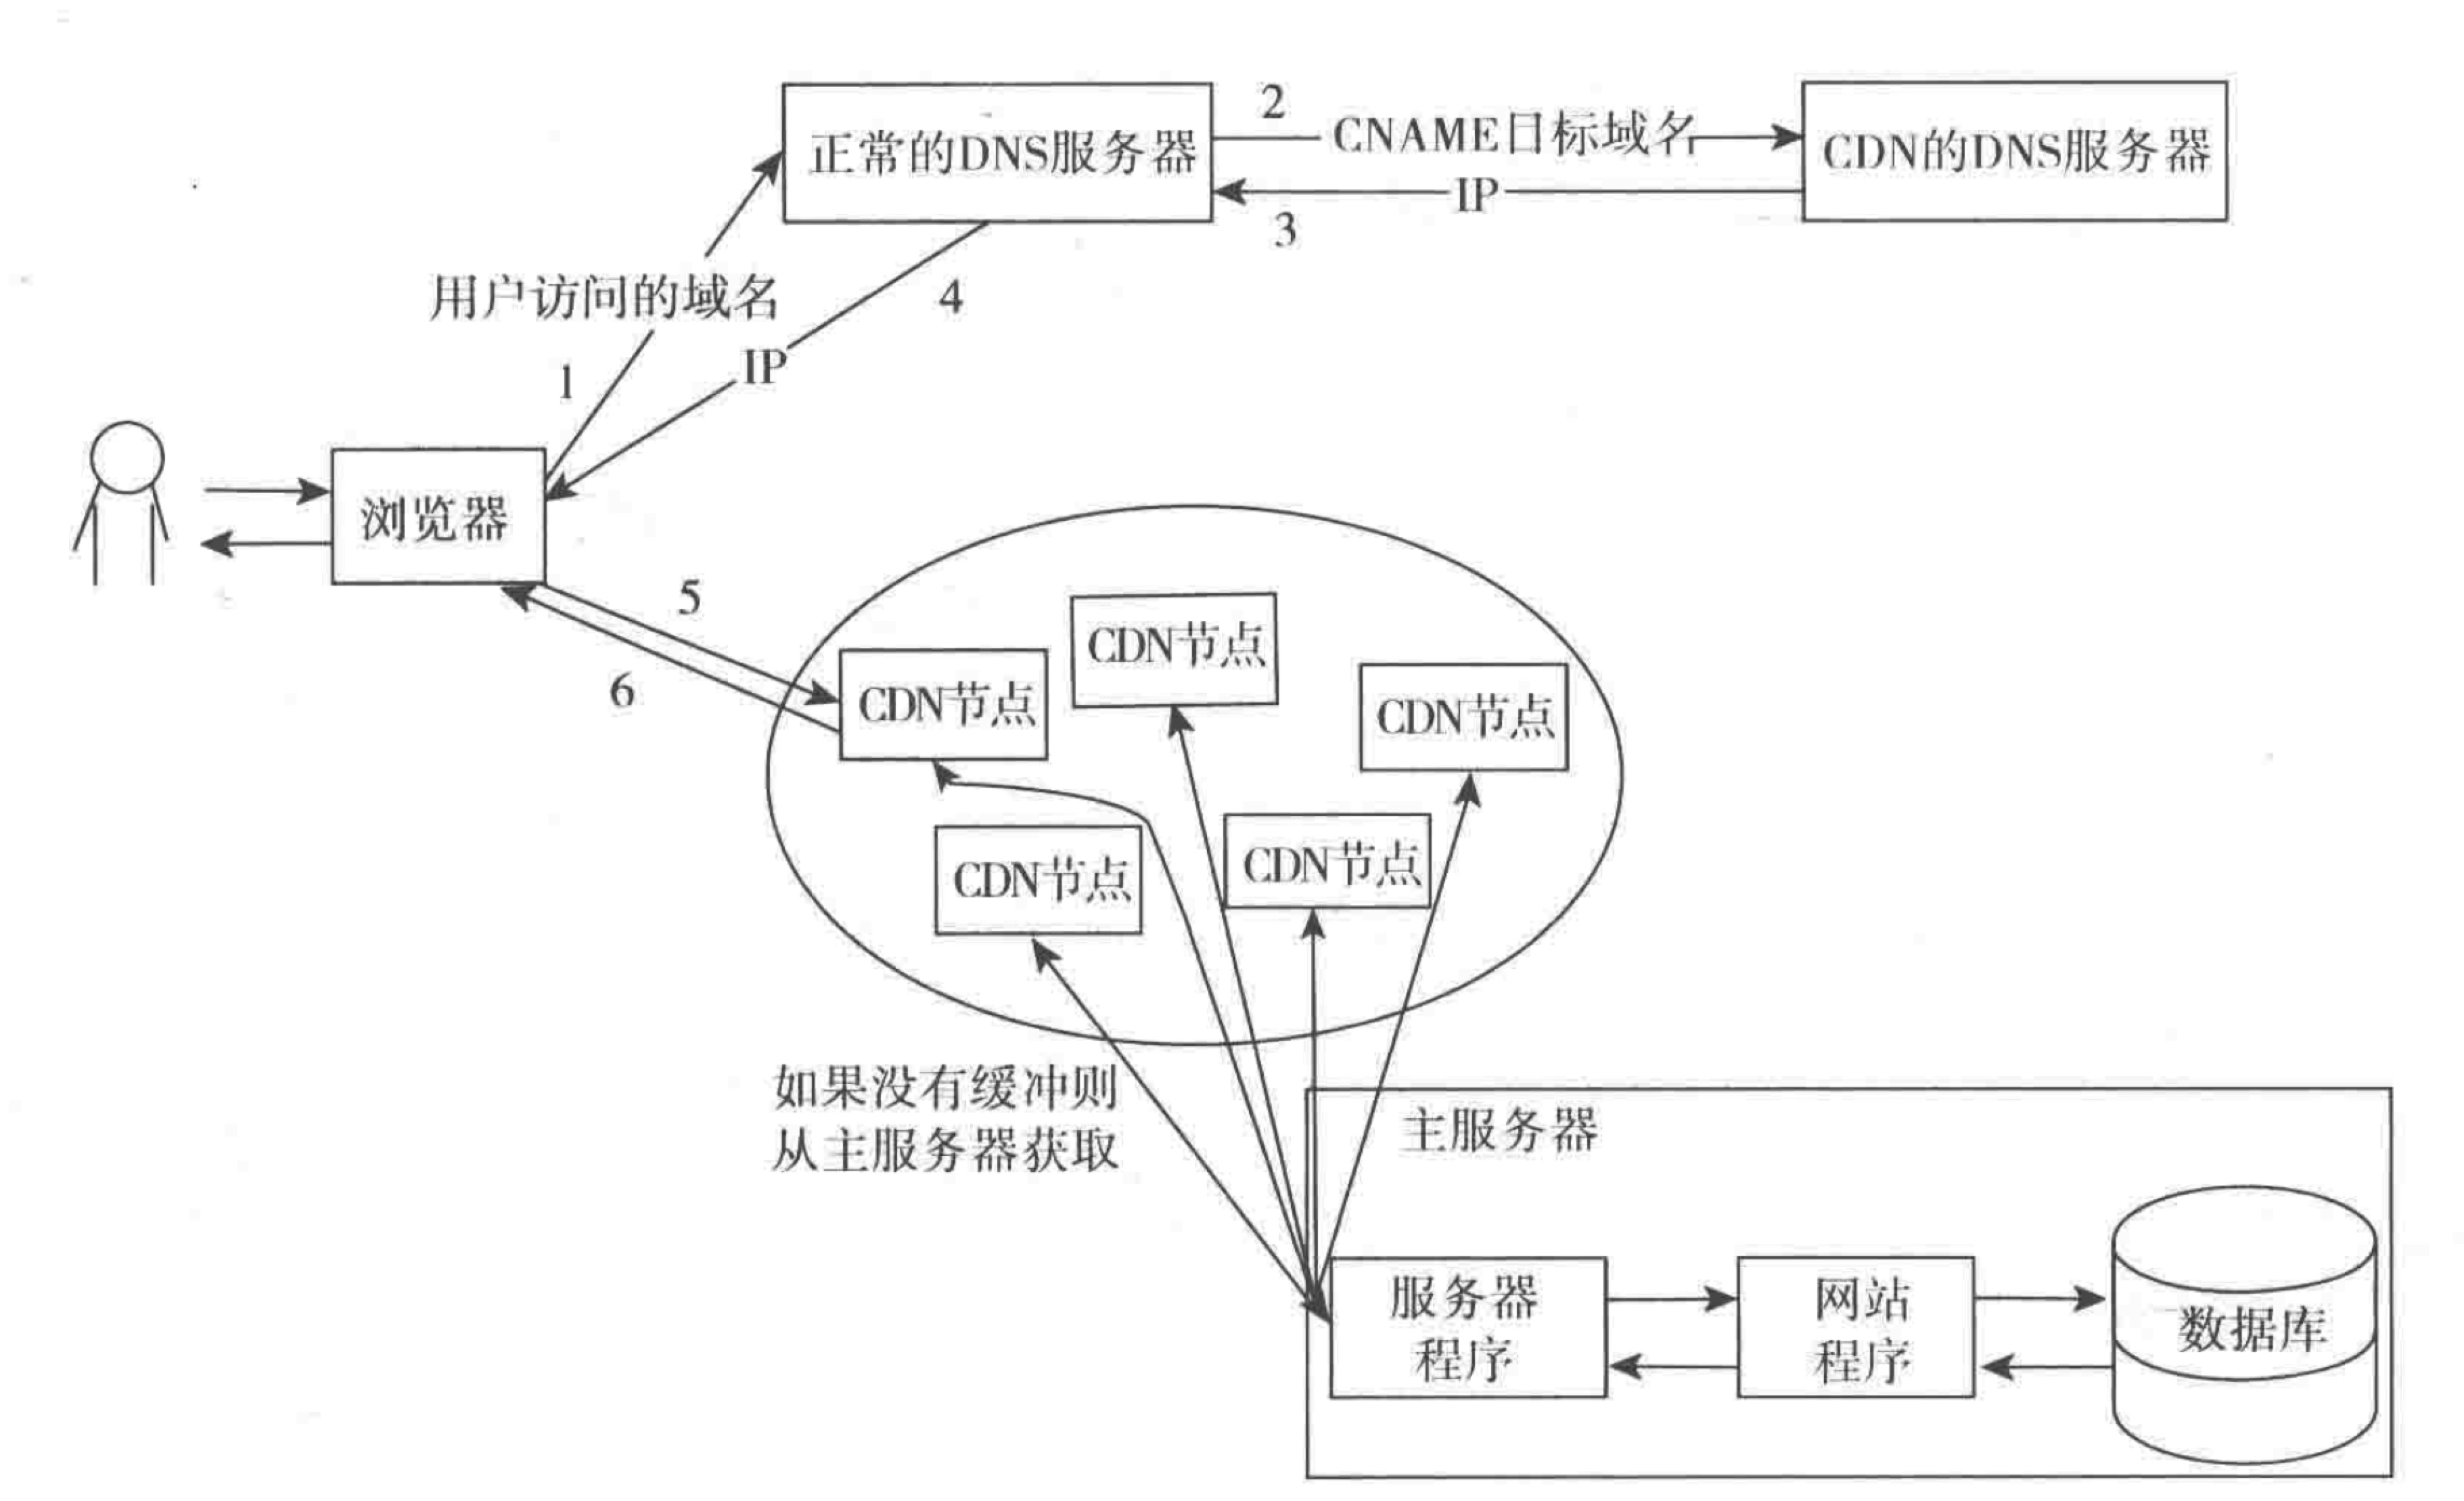 2
正常的DNS服务器
CNAME目标域名
CDN的DNS服务器
IP
3
用户访问的域名
4
IP
1
浏览器
5
6
CDN节点
CDN节点
CDN节点
CDN节点
CDN节点
如果没有缓冲则
从主服务器获取
主服务器
服务器
程序
网站
程序
数据库